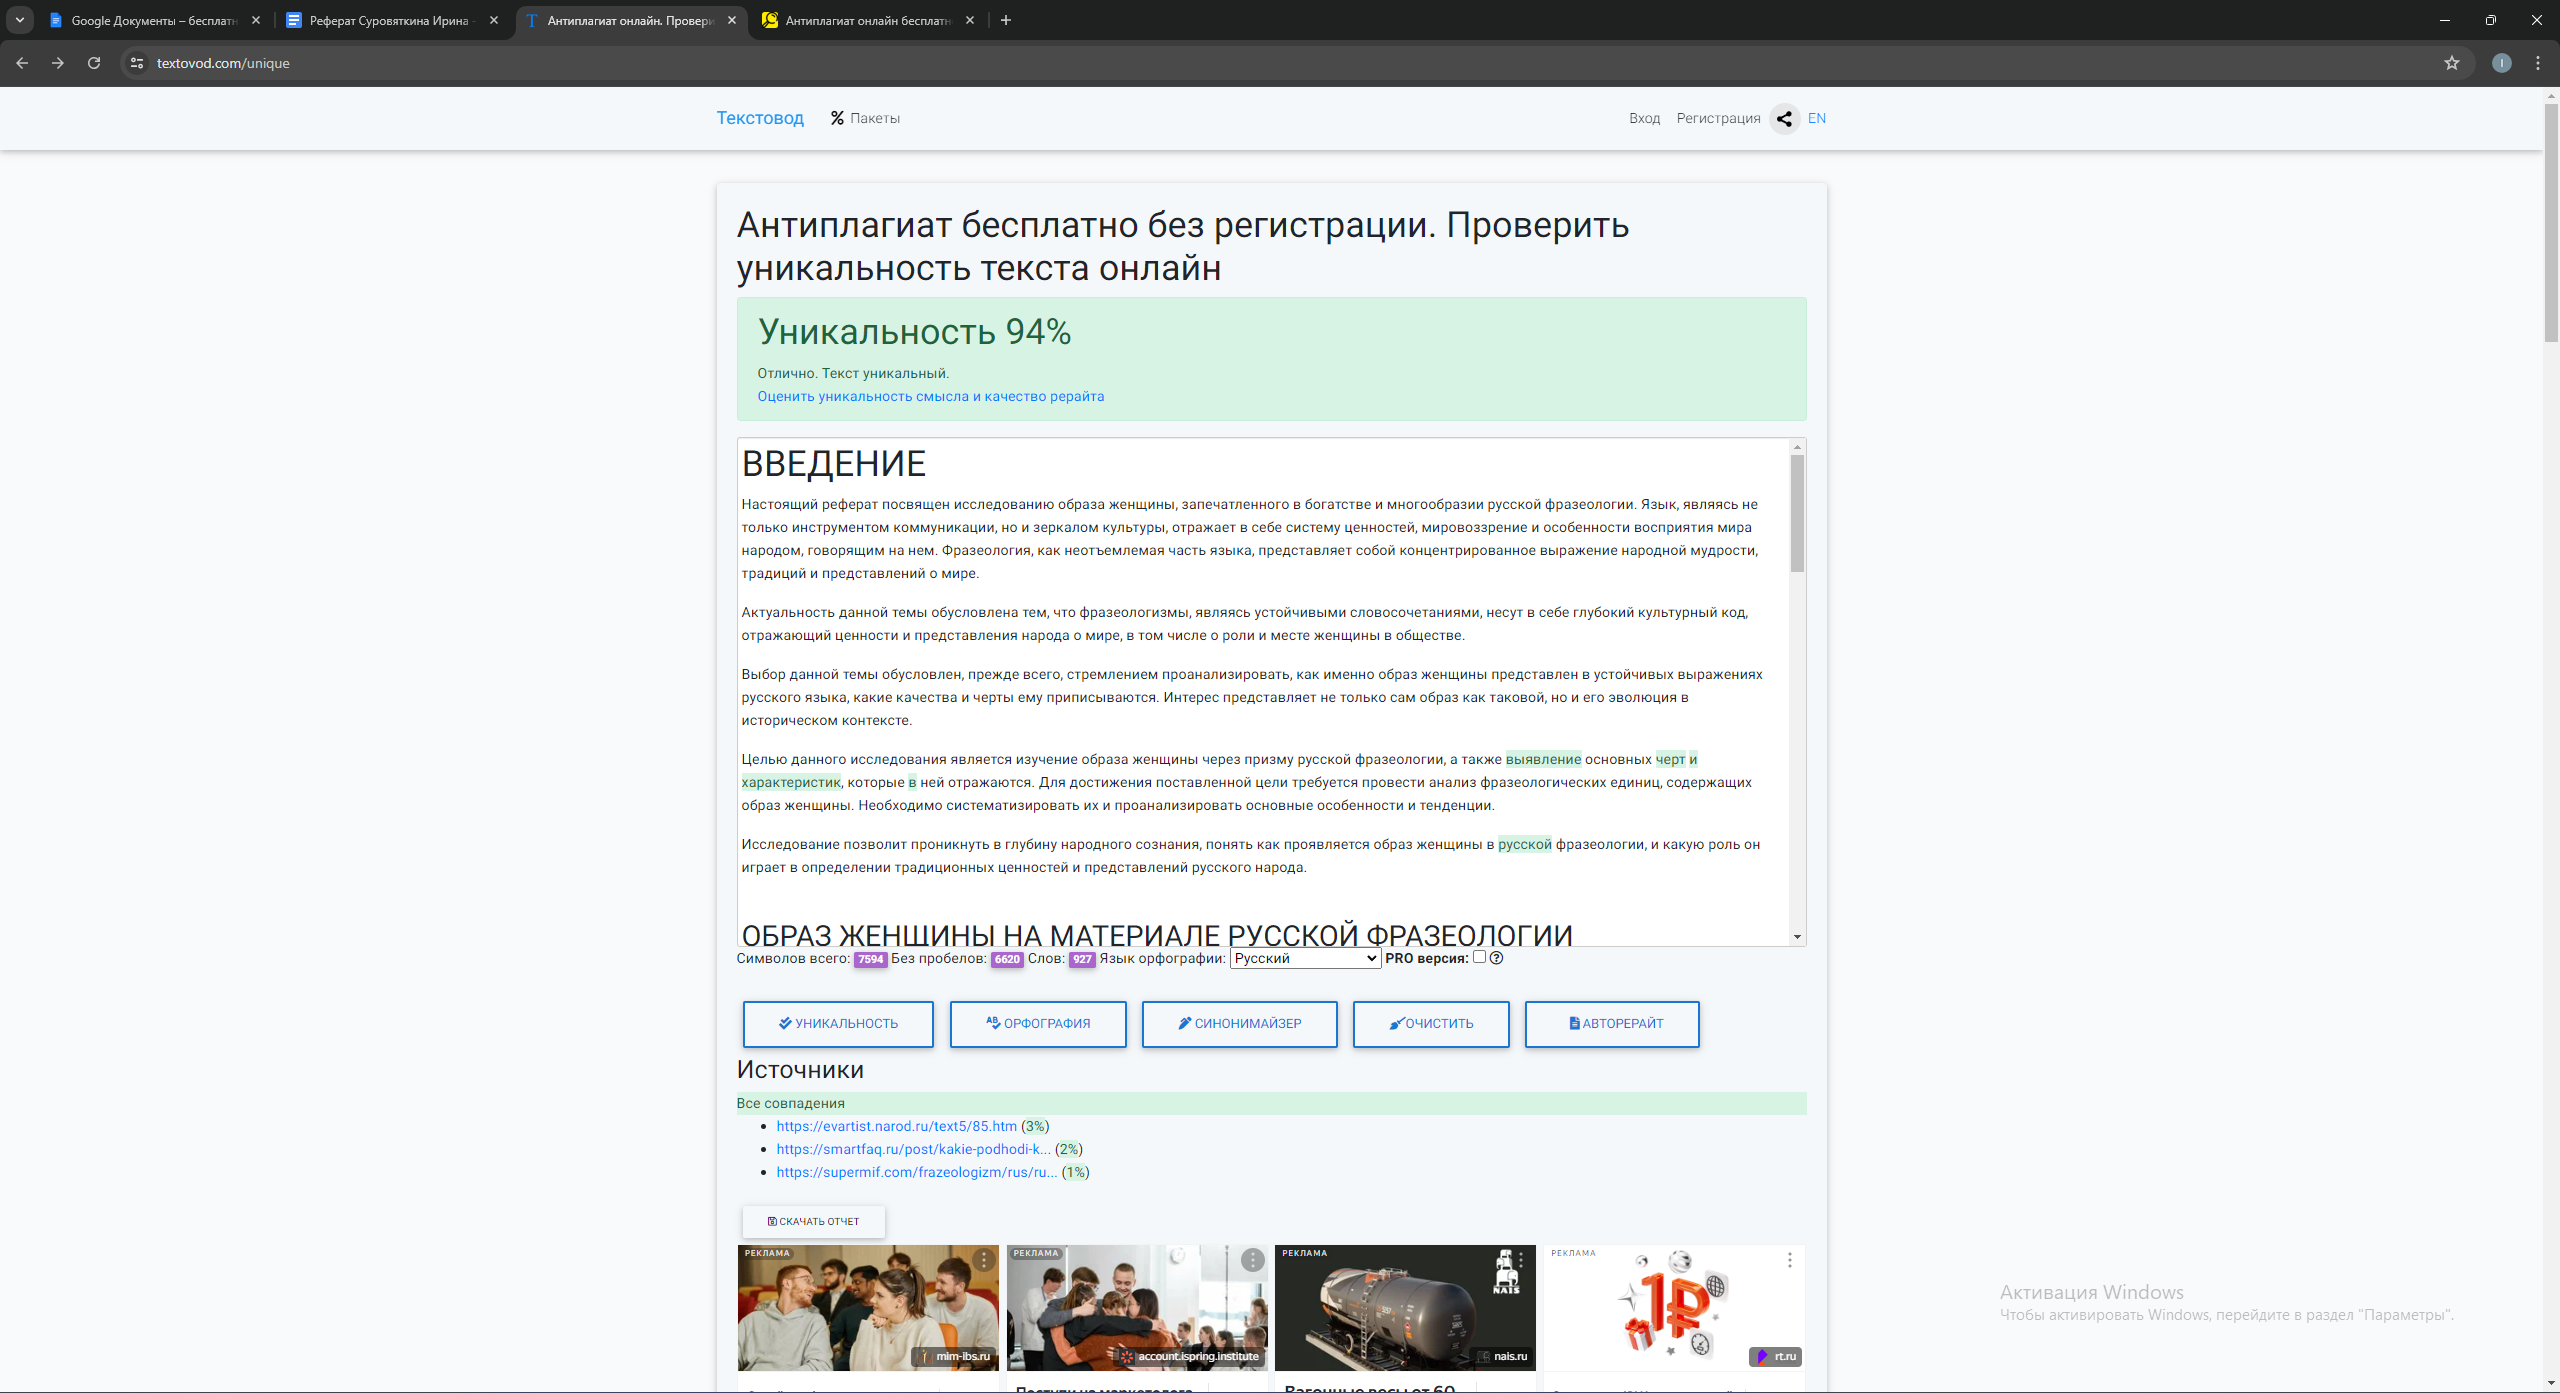 Google Документы – бесплатн
Реферат Суровяткина Ирина -
Антиплагиат онлайн. Провери
Антиплагиат онлайн бесплатн
textovod.com/unique
Текстовод
Пакеты
Вход
Регистрация
EN
Антиплагиат бесплатно без регистрации. Проверить
уникальность текста онлайн
Уникальность 94%
Отлично. Текст уникальный.
Оценить уникальность смысла и качество рерайта
ВВЕДЕНИЕ
Настоящий реферат посвящен исследованию образа женщины, запечатленного в богатстве и многообразии русской фразеологии. Язык, являясь не
только инструментом коммуникации, но и зеркалом культуры, отражает в себе систему ценностей, мировоззрение и особенности восприятия мира
народом, говорящим на нем. Фразеология, как неотъемлемая часть языка, представляет собой концентрированное выражение народной мудрости,
традиций и представлений о мире.
Актуальность данной темы обусловлена тем, что фразеологизмы, являясь устойчивыми словосочетаниями, несут в себе глубокий культурный код,
отражающий ценности и представления народа о мире, в том числе о роли и месте женщины в обществе.
Выбор данной темы обусловлен, прежде всего, стремлением проанализировать, как именно образ женщины представлен в устойчивых выражениях
русского языка, какие качества и черты ему приписываются. Интерес представляет не только сам образ как таковой, но и его эволюция в
историческом контексте.
Целью данного исследования является изучение образа женщины через призму русской фразеологии, а также выявление основных черт и
характеристик, которые в ней отражаются. Для достижения поставленной цели требуется провести анализ фразеологических единиц, содержащих
образ женщины. Необходимо систематизировать их и проанализировать основные особенности и тенденции.
Исследование позволит проникнуть в глубину народного сознания, понять как проявляется образ женщины в русской фразеологии, и какую роль он
играет в определении традиционных ценностей и представлений русского народа.
ОБРАЗ ЖЕНЩИНЫ НА МАТЕРИАЛЕ РУССКОЙ ФРАЗЕОЛОГИИ
Символов всего: 7594 Без пробелов: 6620 Слов: 927 Язык орфографии: Русский PRO версия:
УНИКАЛЬНОСТЬ
ОРФОГРАФИЯ
СИНОНИМАЙЗЕР
ОЧИСТИТЬ
АВТОРЕРАЙТ
Источники
Все совпадения
https://evartist.narod.ru/text5/85.htm (3%)
https://smartfaq.ru/post/kakie-podhodi-k... (2%)
https://supermif.com/frazeologizm/rus/ru... (1%)
СКАЧАТЬ ОТЧЕТ
РЕКЛАМА
РЕКЛАМА
РЕКЛАМА
РЕКЛАМА
NAIS
1₽
mim-ibs.ru
account.ispring.institute
nais.ru
rt.ru
Поступи на маркетолога
Вагонные весы от 60
Активация Windows
Чтобы активировать Windows, перейдите в раздел "Параметры".